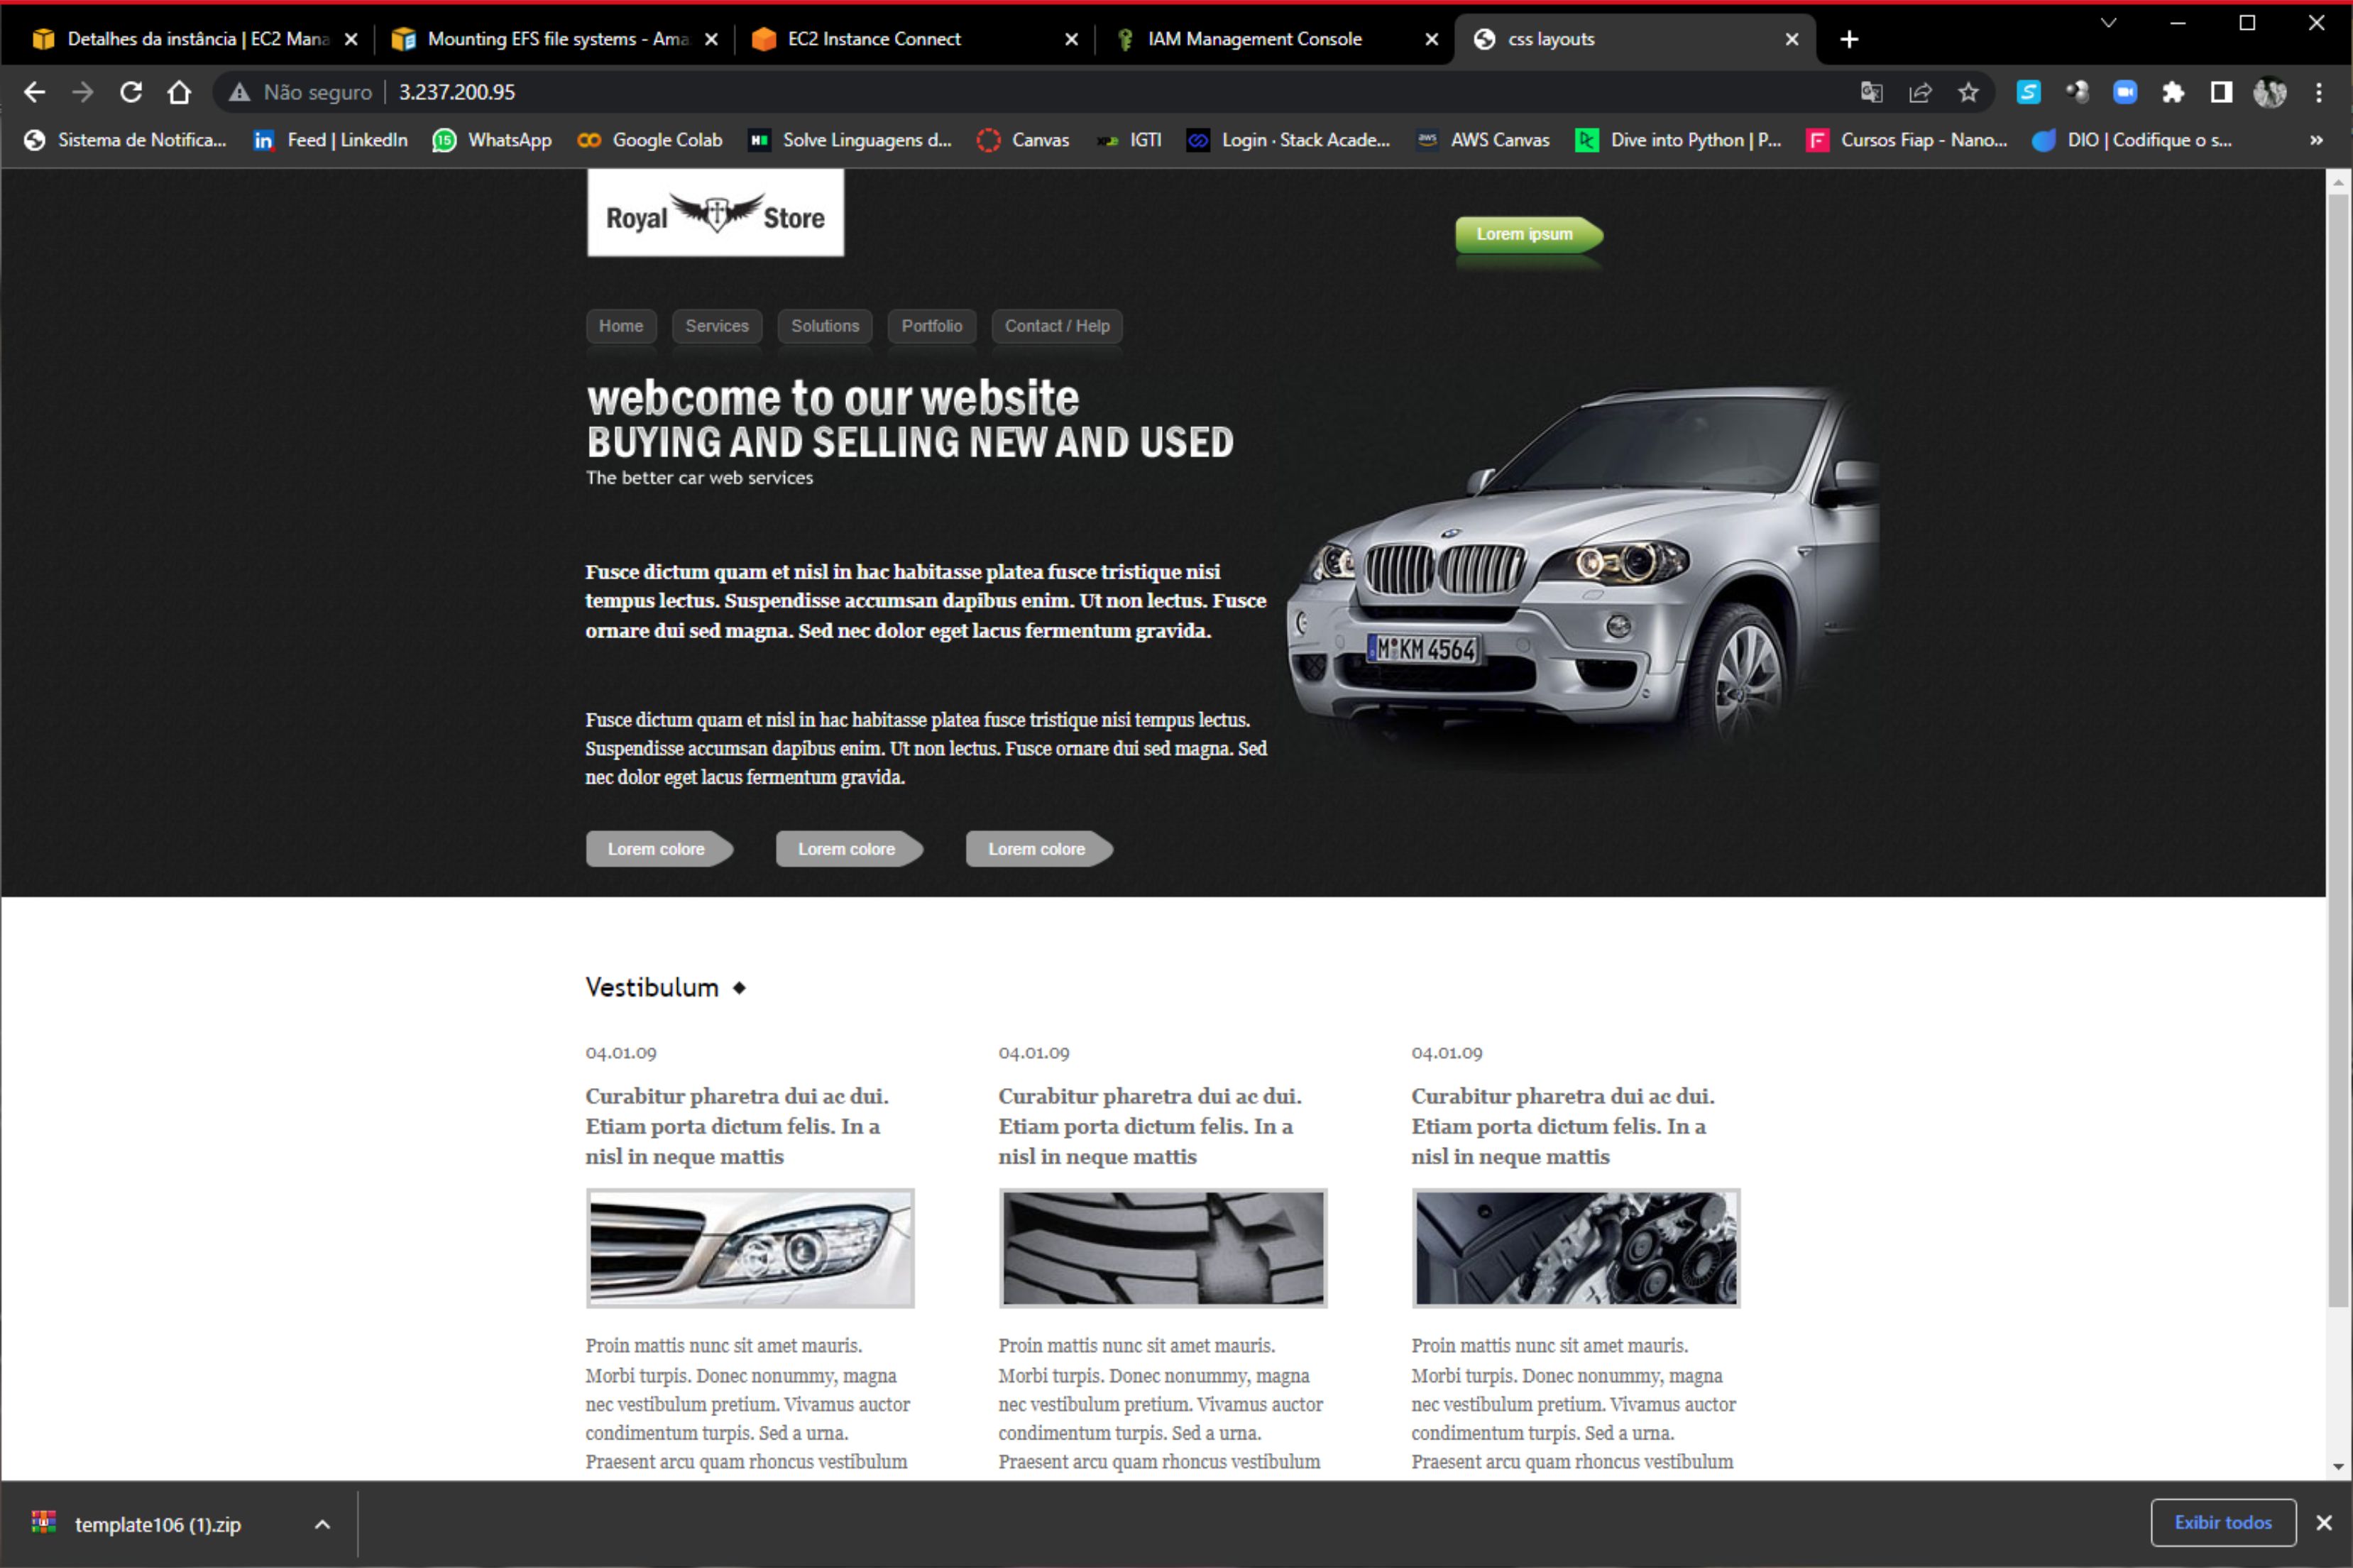 Detalhes da instância | EC2 Mana
Mounting EFS file systems - Ama
EC2 Instance Connect
IAM Management Console
css layouts
Não seguro
3.237.200.95
Sistema de Notifica...
Feed | LinkedIn
15
WhatsApp
Google Colab
Solve Linguagens d...
Canvas
IGTI
Login · Stack Acade...
aws
AWS Canvas
Dive into Python | P...
Cursos Fiap - Nano...
DIO | Codifique o s...
Royal Store
Lorem ipsum
Home
Services
Solutions
Portfolio
Contact / Help
webcome to our website
BUYING AND SELLING NEW AND USED
The better car web services
Fusce dictum quam et nisl in hac habitasse platea fusce tristique nisi
tempus lectus. Suspendisse accumsan dapibus enim. Ut non lectus. Fusce
ornare dui sed magna. Sed nec dolor eget lacus fermentum gravida.
M KM 4564
Fusce dictum quam et nisl in hac habitasse platea fusce tristique nisi tempus lectus.
Suspendisse accumsan dapibus enim. Ut non lectus. Fusce ornare dui sed magna. Sed
nec dolor eget lacus fermentum gravida.
Lorem colore
Lorem colore
Lorem colore
Vestibulum
04.01.09
Curabitur pharetra dui ac dui.
Etiam porta dictum felis. In a
nisl in neque mattis
Proin mattis nunc sit amet mauris.
Morbi turpis. Donec nonummy, magna
nec vestibulum pretium. Vivamus auctor
condimentum turpis. Sed a urna.
Praesent arcu quam rhoncus vestibulum
04.01.09
Curabitur pharetra dui ac dui.
Etiam porta dictum felis. In a
nisl in neque mattis
Proin mattis nunc sit amet mauris.
Morbi turpis. Donec nonummy, magna
nec vestibulum pretium. Vivamus auctor
condimentum turpis. Sed a urna.
Praesent arcu quam rhoncus vestibulum
04.01.09
Curabitur pharetra dui ac dui.
Etiam porta dictum felis. In a
nisl in neque mattis
Proin mattis nunc sit amet mauris.
Morbi turpis. Donec nonummy, magna
nec vestibulum pretium. Vivamus auctor
condimentum turpis. Sed a urna.
Praesent arcu quam rhoncus vestibulum
template106 (1).zip
Exibir todos